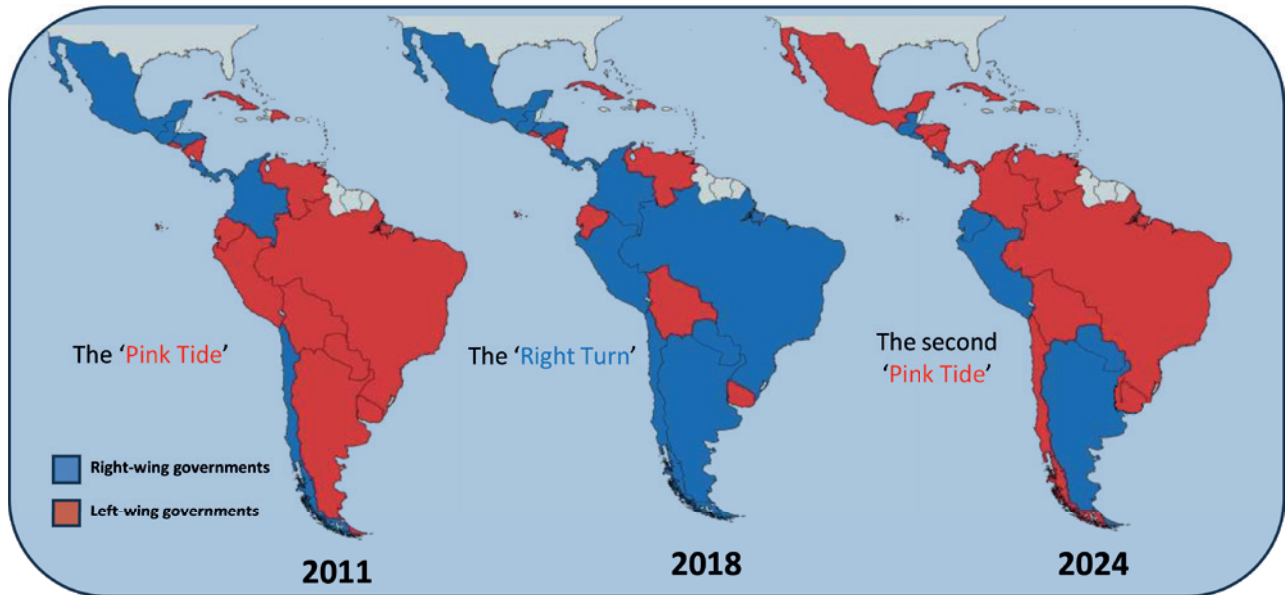 The 'Pink Tide'
The 'Right Turn'
The second
'Pink Tide'
Right-wing governments
Left-wing governments
2011
2018
2024